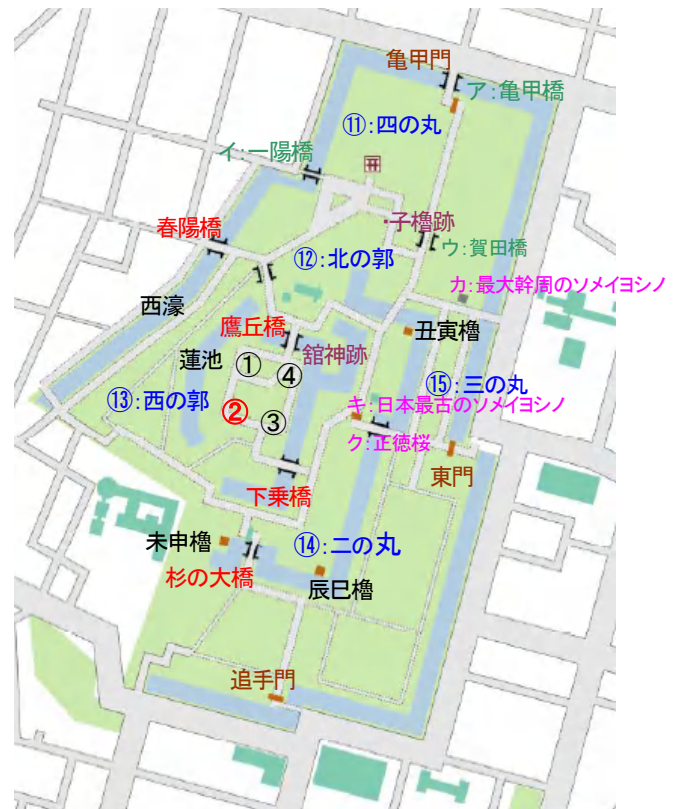 亀甲門
ア:亀甲橋
⑪:四の丸
イ:一陽橋
・子櫓跡
春陽橋
ウ:賀田橋
⑫:北の郭
カ:最大幹周のソメイヨシノ
西濠
鷹丘橋
丑寅櫓
蓮池
舘神跡
①
④
⑮:三の丸
⑬:西の郭
キ:日本最古のソメイヨシノ
②
③
ク:正徳桜
東門
下乗橋
未申櫓
⑭:二の丸
杉の大橋
辰巳櫓
追手門